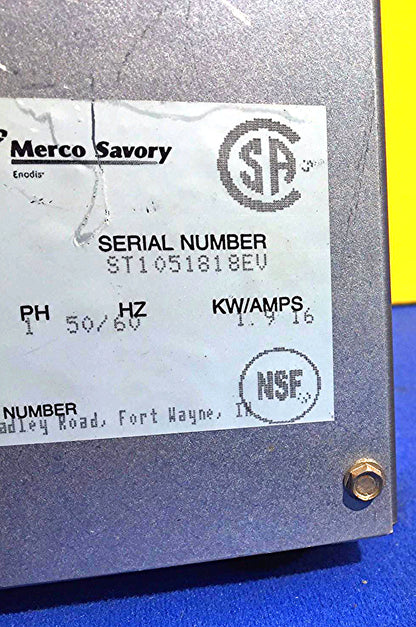 Merco Savory
Enodis
SA
SERIAL NUMBER
ST1051818EV
PH HZ KW/AMPS
1 50/60 1.9 16
NSF
NUMBER
adley Road, Fort Wayne, IN